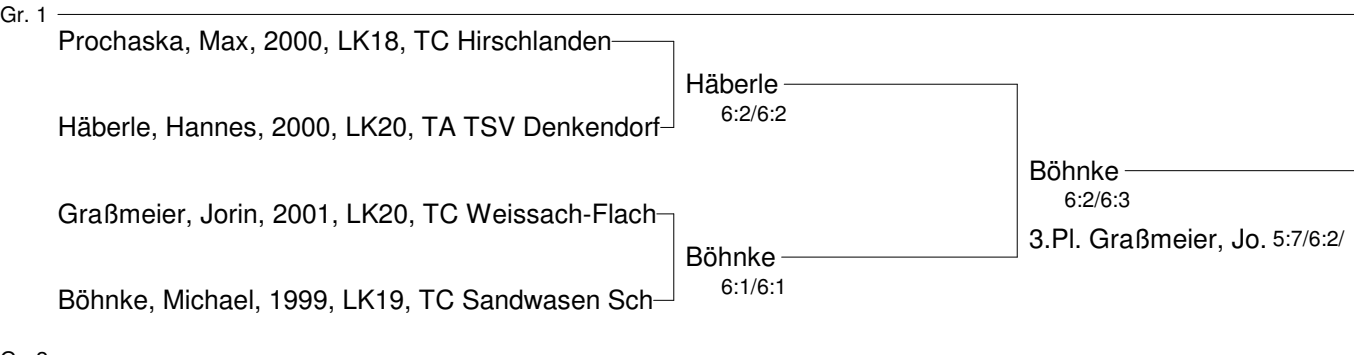 Gr. 1
Prochaska, Max, 2000, LK18, TC Hirschlanden
Häberle
6:2/6:2
Häberle, Hannes, 2000, LK20, TA TSV Denkendorf
Böhnke
6:2/6:3
Graßmeier, Jorin, 2001, LK20, TC Weissach-Flach
3.Pl. Graßmeier, Jo. 5:7/6:2/
Böhnke
6:1/6:1
Böhnke, Michael, 1999, LK19, TC Sandwasen Sch